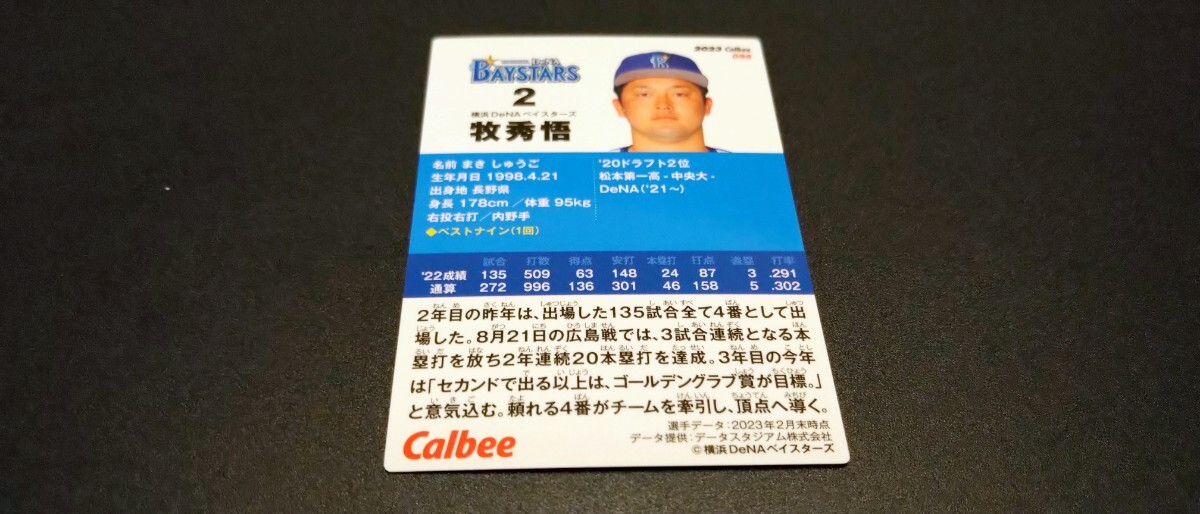 2023 Calbee
DeNA
BAYSTARS
2
横浜DeNAベイスターズ
牧秀悟
名前 まき しゅうご
生年月日 1998.4.21
出身地 長野県
身長 178cm／体重 95kg
右投右打／内野手
◆ベストナイン(1回)
'20ドラフト2位
松本第一高 - 中央大 -
DeNA('21～)
試合 打数 得点 安打 本塁打 打点 盗塁 打率
'22成績 135 509 63 148 24 87 3 .291
通算 272 996 136 301 46 158 5 .302
2年目の昨年は、出場した135試合全て4番として出
場した。8月21日の広島戦では、3試合連続となる本
塁打を放ち2年連続20本塁打を達成。3年目の今年
は「セカンドで出る以上は、ゴールデングラブ賞が目標。」
と意気込む。頼れる4番がチームを牽引し、頂点へ導く。
選手データ：2023年2月末時点
データ提供：データスタジアム株式会社
©横浜DeNAベイスターズ
Calbee